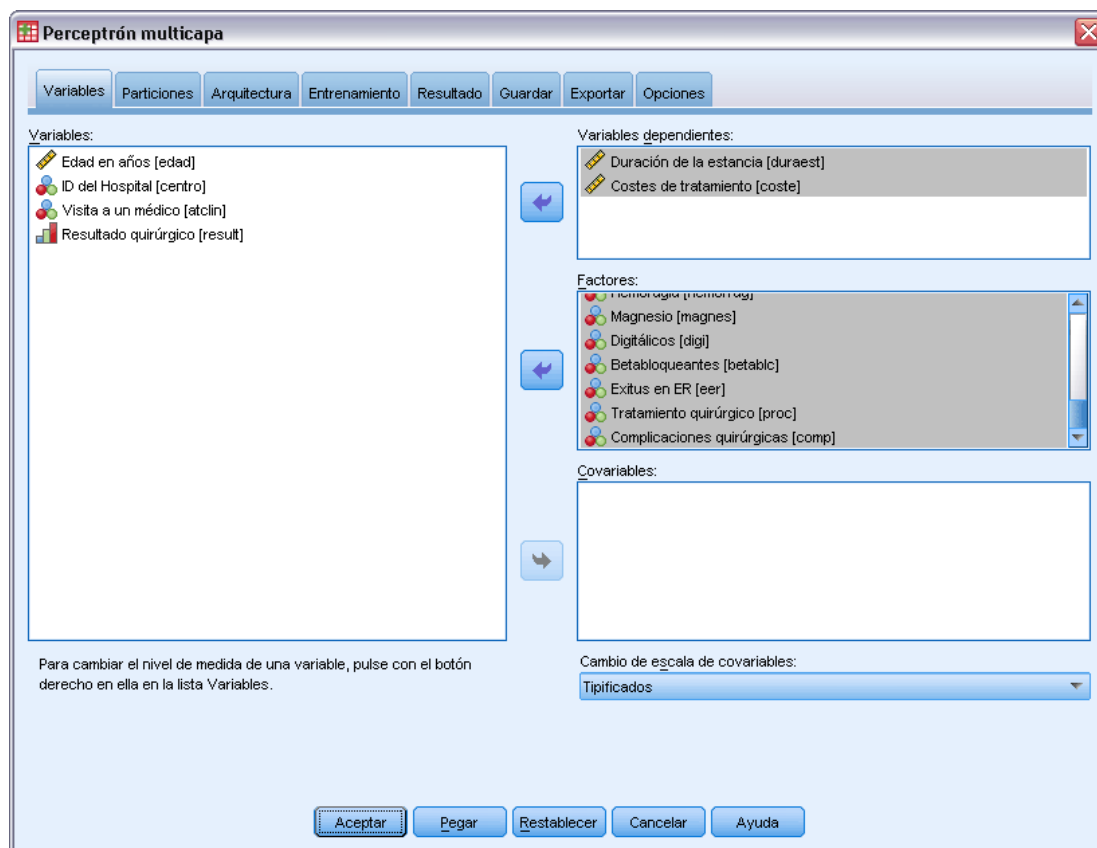 Perceptrón multicapa
Variables
Particiones
Arquitectura
Entrenamiento
Resultado
Guardar
Exportar
Opciones
Variables:
Edad en años [edad]
ID del Hospital [centro]
Visita a un médico [atclin]
Resultado quirúrgico [result]
Para cambiar el nivel de medida de una variable, pulse con el botón
derecho en ella en la lista Variables.
Variables dependientes:
Duración de la estancia [duraest]
Costes de tratamiento [coste]
Factores:
Magnesio [magnes]
Digitálicos [digi]
Betabloqueantes [betablc]
Exitus en ER [eer]
Tratamiento quirúrgico [proc]
Complicaciones quirúrgicas [comp]
Covariables:
Cambio de escala de covariables:
Tipificados
Aceptar
Pegar
Restablecer
Cancelar
Ayuda